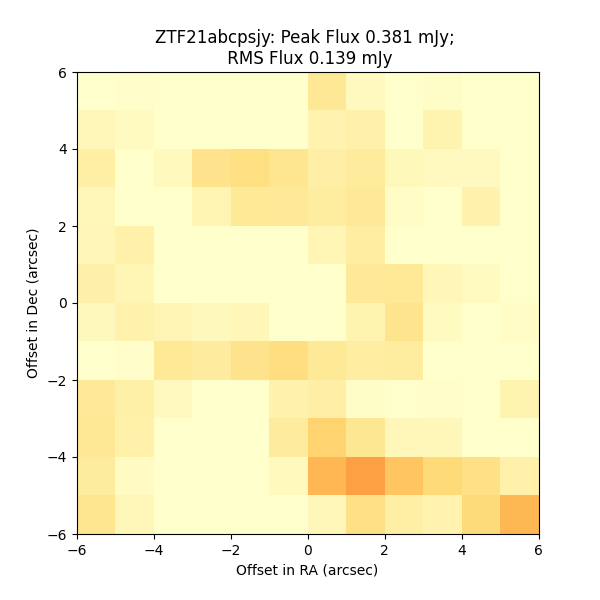 ZTF21abcpsjy: Peak Flux 0.381 mJy;
RMS Flux 0.139 mJy
6
4
2
0
−2
−4
−6
Offset in Dec (arcsec)
−6 −4 −2 0 2 4 6
Offset in RA (arcsec)